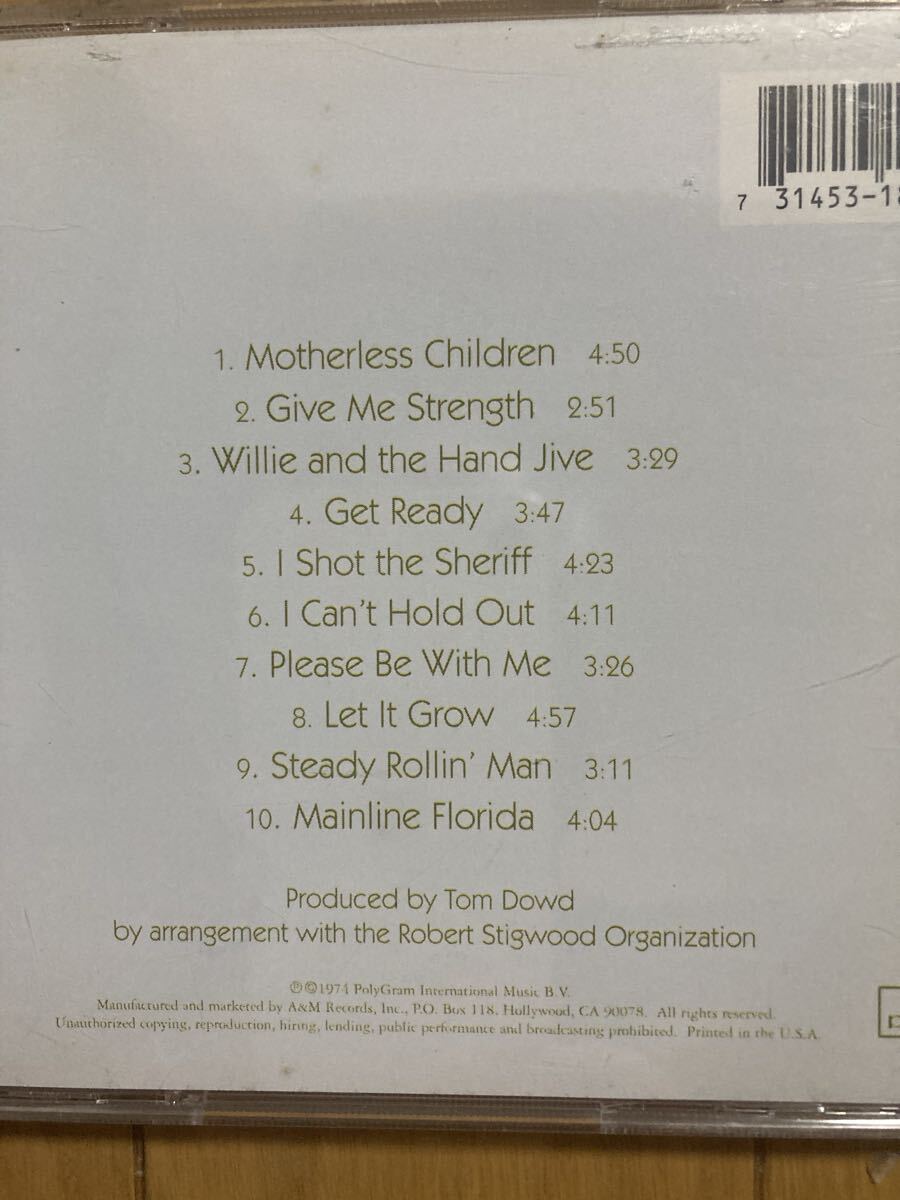 7 31453-18
1. Motherless Children 4:50
2. Give Me Strength 2:51
3. Willie and the Hand Jive 3:29
4. Get Ready 3:47
5. I Shot the Sheriff 4:23
6. I Can't Hold Out 4:11
7. Please Be With Me 3:26
8. Let It Grow 4:57
9. Steady Rollin' Man 3:11
10. Mainline Florida 4:04
Produced by Tom Dowd
by arrangement with the Robert Stigwood Organization
℗©1974 PolyGram International Music B.V.
Manufactured and marketed by A&M Records, Inc., P.O. Box 118, Hollywood, CA 90078. All rights reserved.
Unauthorized copying, reproduction, hiring, lending, public performance and broadcasting prohibited. Printed in the U.S.A.